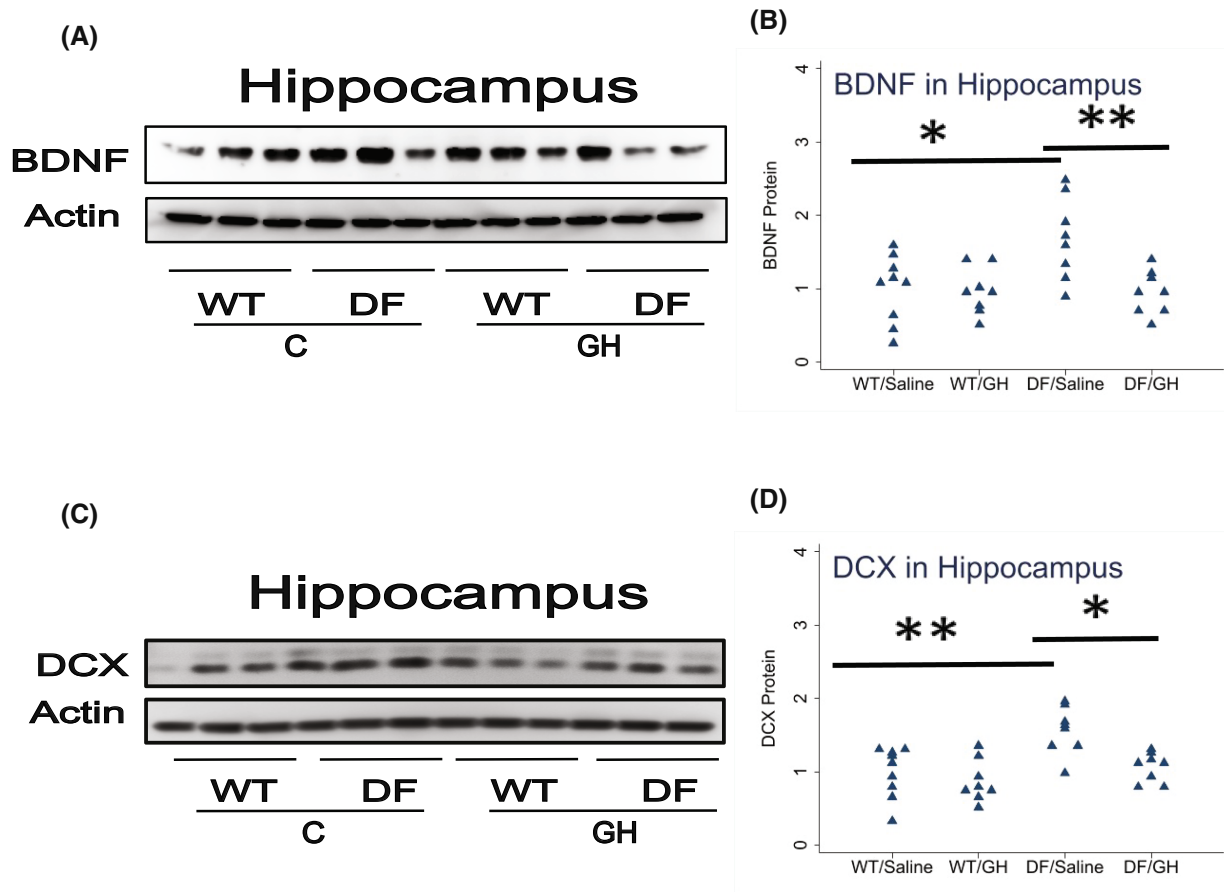 (A)
Hippocampus
BDNF
Actin
WT DF WT DF
C GH
(B)
BDNF in Hippocampus
* **
BDNF Protein
4
3
2
1
0
WT/Saline WT/GH DF/Saline DF/GH
(C)
Hippocampus
DCX
Actin
WT DF WT DF
C GH
(D)
DCX in Hippocampus
** *
DCX Protein
4
3
2
1
0
WT/Saline WT/GH DF/Saline DF/GH